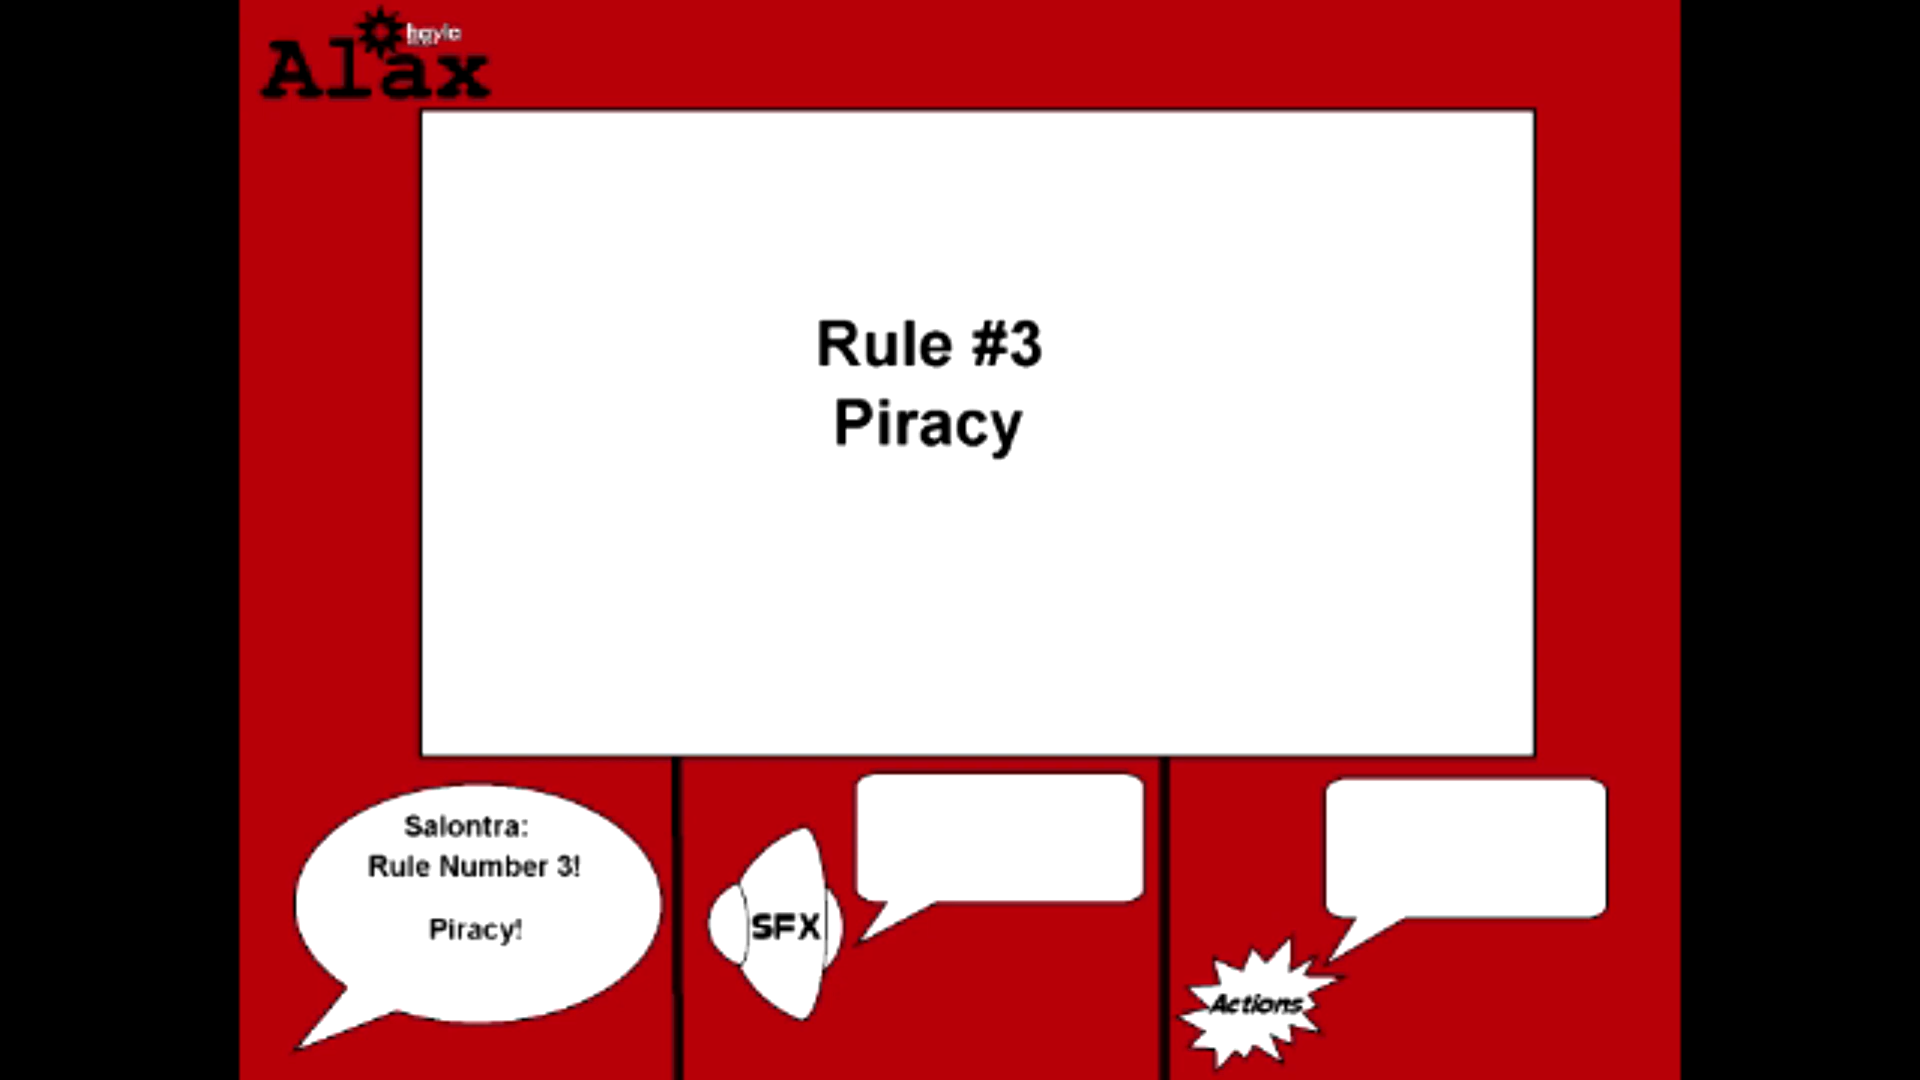 Alax
Rule #3
Piracy
Salontra:
Rule Number 3!
Piracy!
SFX
Actions